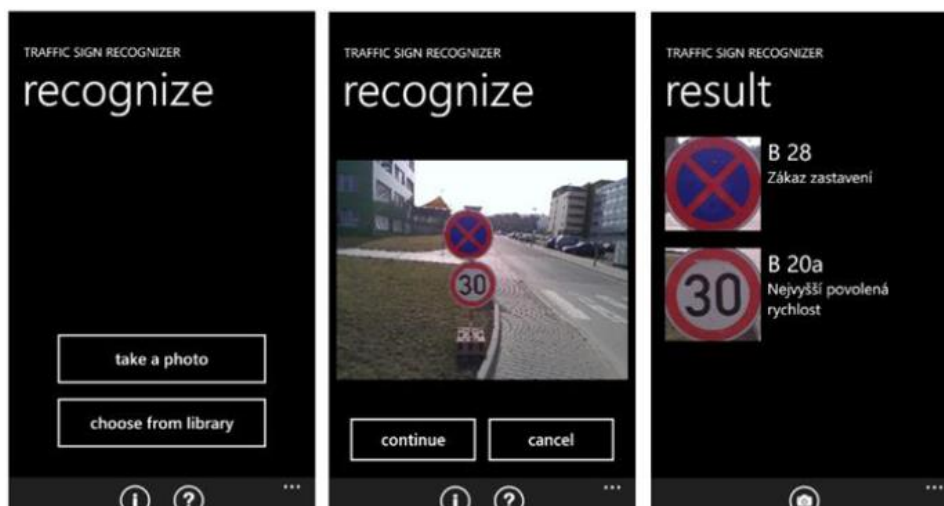 TRAFFIC SIGN RECOGNIZER
recognize
take a photo
choose from library
TRAFFIC SIGN RECOGNIZER
recognize
30
continue
cancel
TRAFFIC SIGN RECOGNIZER
result
B 28
Zákaz zastavení
30
B 20a
Nejvyšší povolená
rychlost